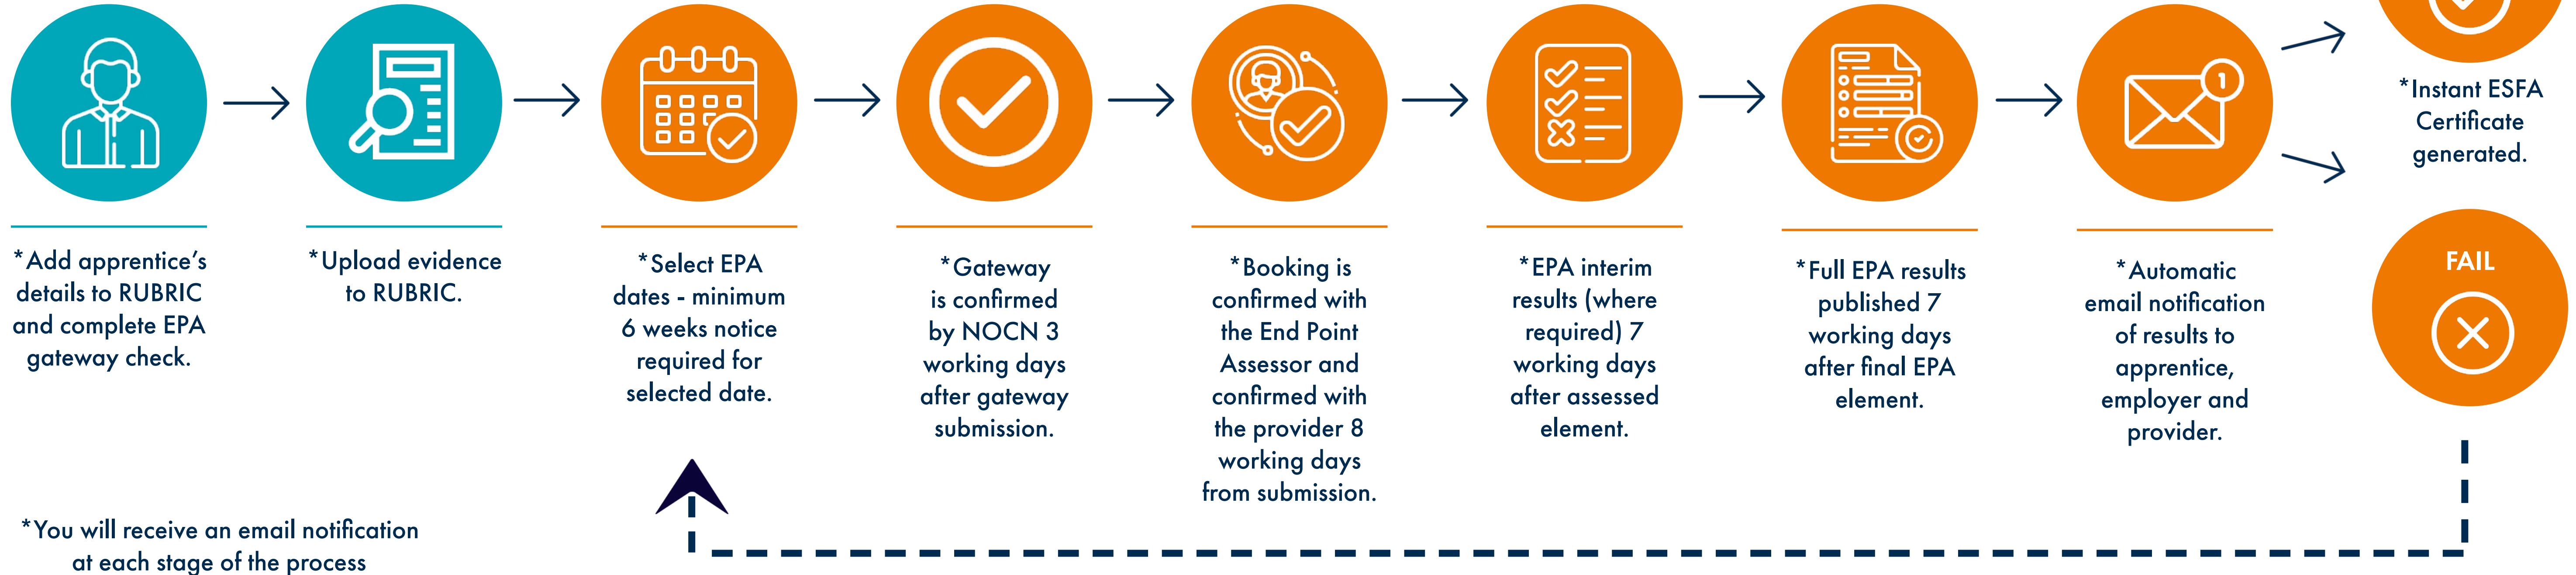 *Add apprentice's
details to RUBRIC
and complete EPA
gateway check.
*Upload evidence
to RUBRIC.
*Select EPA
dates - minimum
6 weeks notice
required for
selected date.
*Gateway
is confirmed
by NOCN 3
working days
after gateway
submission.
*Booking is
confirmed with
the End Point
Assessor and
confirmed with
the provider 8
working days
from submission.
*EPA interim
results (where
required) 7
working days
after assessed
element.
*Full EPA results
published 7
working days
after final EPA
element.
1
*Automatic
email notification
of results to
apprentice,
employer and
provider.
*Instant ESFA
Certificate
generated.
FAIL
*You will receive an email notification
at each stage of the process